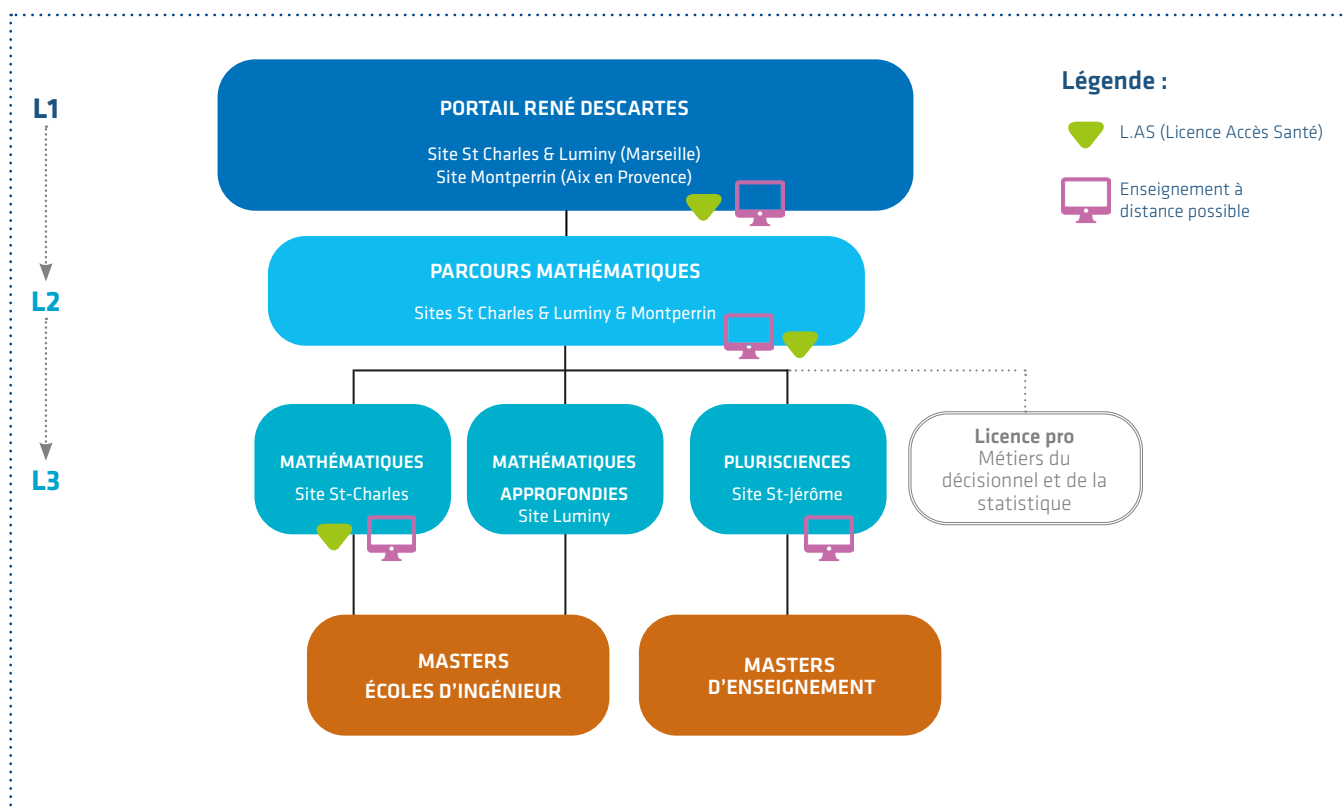 L1
PORTAIL RENÉ DESCARTES
Site St Charles & Luminy (Marseille)
Site Montperrin (Aix en Provence)
Légende :
L.AS (Licence Accès Santé)
Enseignement à
distance possible
L2
PARCOURS MATHÉMATIQUES
Sites St Charles & Luminy & Montperrin
L3
MATHÉMATIQUES
Site St-Charles
MATHÉMATIQUES
APPROFONDIES
Site Luminy
PLURISCIENCES
Site St-Jérôme
Licence pro
Métiers du
décisionnel et de la
statistique
MASTERS
ÉCOLES D'INGÉNIEUR
MASTERS
D'ENSEIGNEMENT